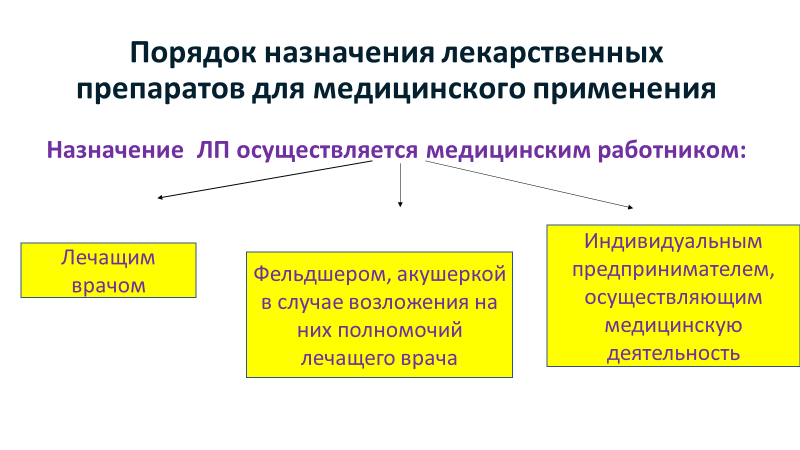 Порядок назначения лекарственных
препаратов для медицинского применения
Назначение ЛП осуществляется медицинским работником:
Лечащим
врачом
Фельдшером, акушеркой
в случае возложения на
них полномочий
лечащего врача
Индивидуальным
предпринимателем,
осуществляющим
медицинскую
деятельность